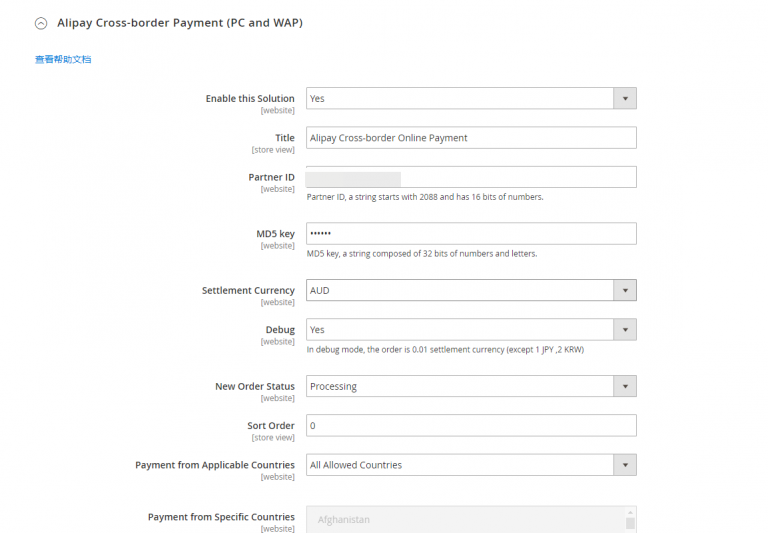 Alipay Cross-border Payment (PC and WAP)
查看帮助文档
Enable this Solution
[website]
Yes
Title
[store view]
Alipay Cross-border Online Payment
Partner ID
[website]
Partner ID, a string starts with 2088 and has 16 bits of numbers.
MD5 key
[website]
••••••
MD5 key, a string composed of 32 bits of numbers and letters.
Settlement Currency
[website]
AUD
Debug
[website]
Yes
In debug mode, the order is 0.01 settlement currency (except 1 JPY ,2 KRW)
New Order Status
[website]
Processing
Sort Order
[store view]
0
Payment from Applicable Countries
[website]
All Allowed Countries
Payment from Specific Countries
[website]
Afghanistan